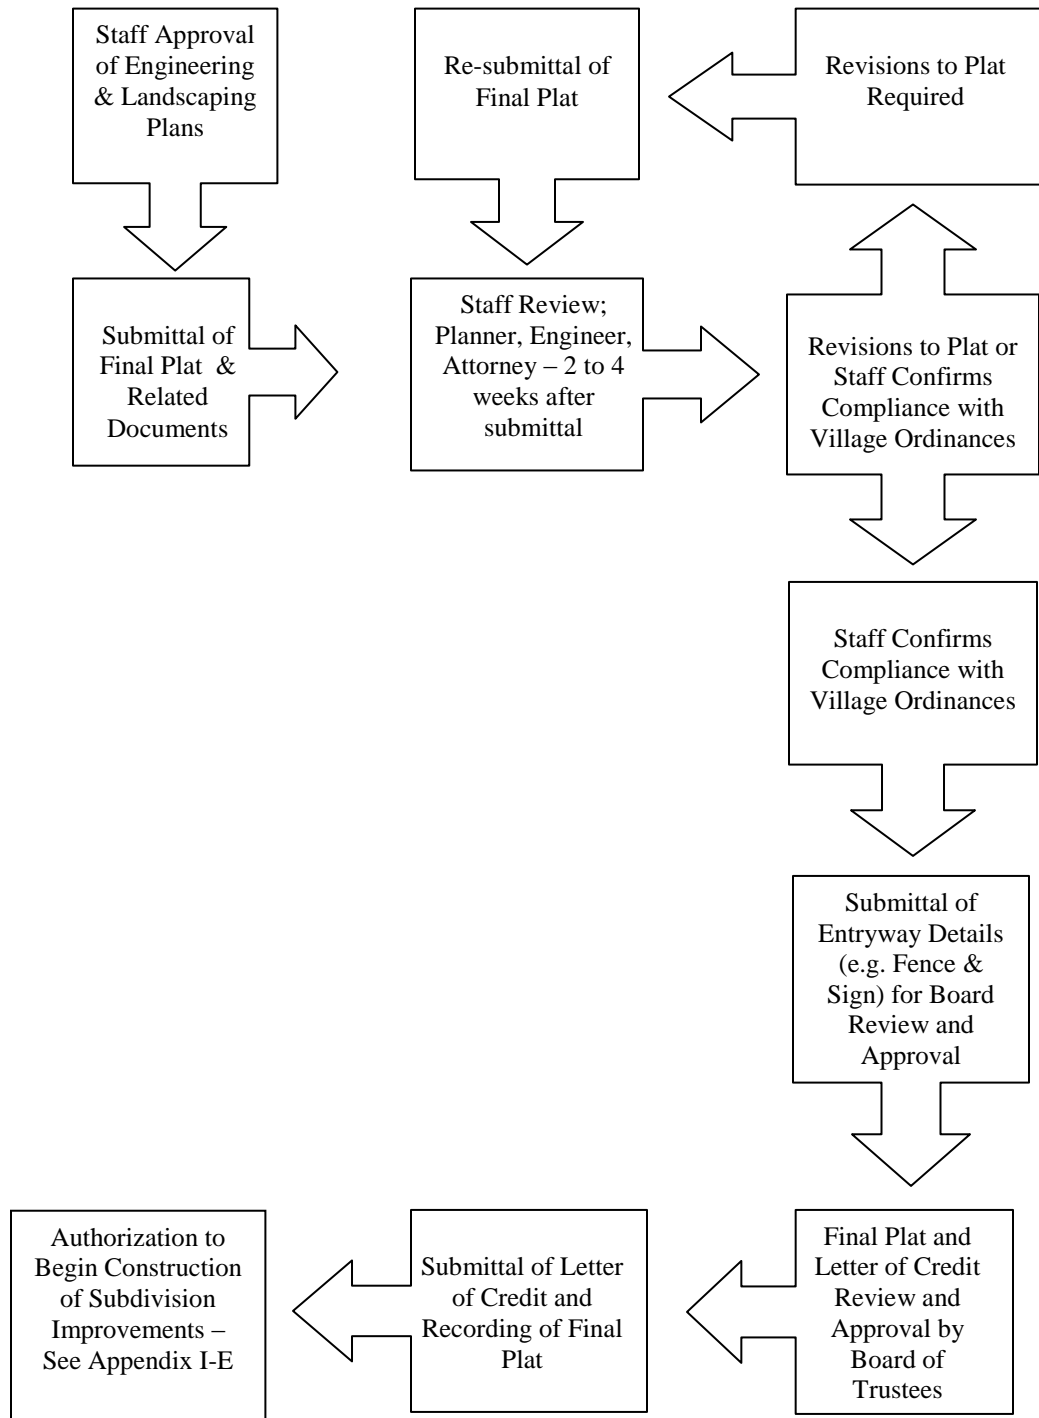 Staff Approval
of Engineering
& Landscaping
Plans
Re-submittal of
Final Plat
Revisions to Plat
Required
Submittal of
Final Plat &
Related
Documents
Staff Review;
Planner, Engineer,
Attorney – 2 to 4
weeks after
submittal
Revisions to Plat or
Staff Confirms
Compliance with
Village Ordinances
Staff Confirms
Compliance with
Village Ordinances
Submittal of
Entryway Details
(e.g. Fence &
Sign) for Board
Review and
Approval
Final Plat and
Letter of Credit
Review and
Approval by
Board of
Trustees
Submittal of Letter
of Credit and
Recording of Final
Plat
Authorization to
Begin Construction
of Subdivision
Improvements –
See Appendix I-E